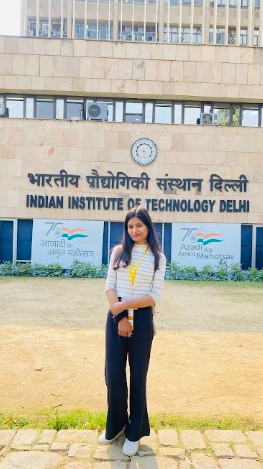 भारतीय प्रौद्योगिकी संस्थान दिल्ली
INDIAN INSTITUTE OF TECHNOLOGY DELHI
75
आज़ादी का
अमृत महोत्सव
75
Azadi Ka
Amrit Mahotsav